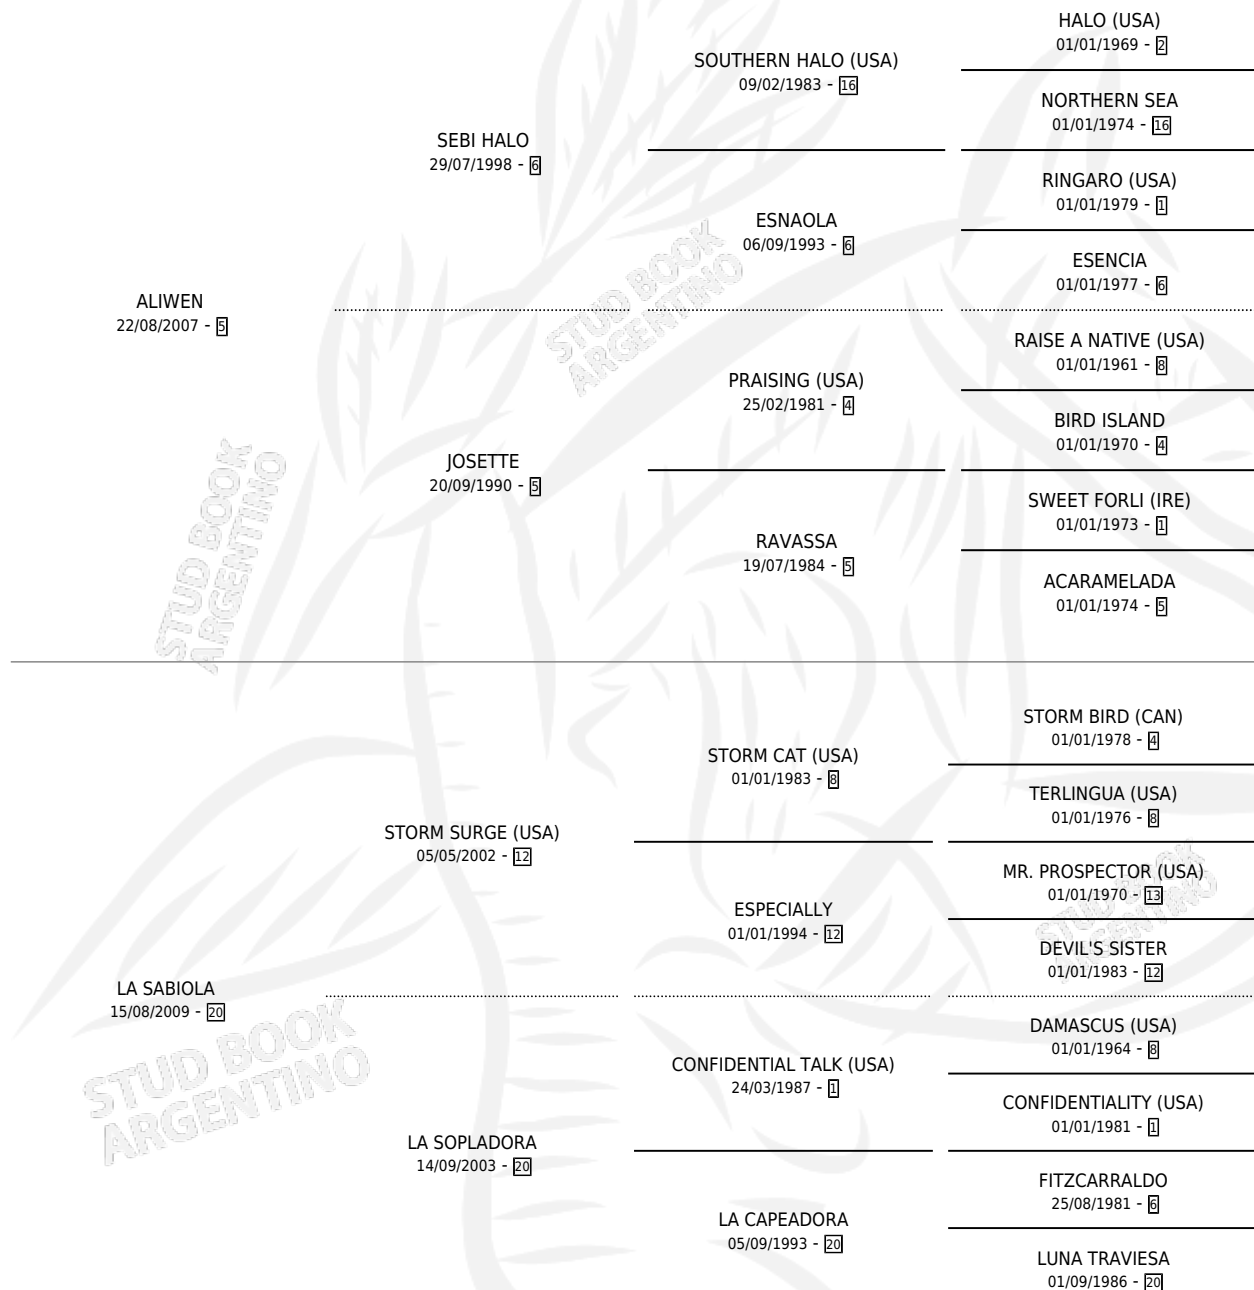 HALO (USA)
01/01/1969 - 2
SOUTHERN HALO (USA)
09/02/1983 - 16
NORTHERN SEA
01/01/1974 - 16
SEBI HALO
29/07/1998 - 6
RINGARO (USA)
01/01/1979 - 1
ESNAOLA
06/09/1993 - 6
ESENCIA
01/01/1977 - 6
ALIWEN
22/08/2007 - 5
RAISE A NATIVE (USA)
01/01/1961 - 8
PRAISING (USA)
25/02/1981 - 4
BIRD ISLAND
01/01/1970 - 4
JOSETTE
20/09/1990 - 5
SWEET FORLI (IRE)
01/01/1973 - 1
RAVASSA
19/07/1984 - 5
ACARAMELADA
01/01/1974 - 5
STORM BIRD (CAN)
01/01/1978 - 4
STORM CAT (USA)
01/01/1983 - 8
TERLINGUA (USA)
01/01/1976 - 8
STORM SURGE (USA)
05/05/2002 - 12
MR. PROSPECTOR (USA)
01/01/1970 - 13
ESPECIALLY
01/01/1994 - 12
DEVIL'S SISTER
01/01/1983 - 12
LA SABIOLA
15/08/2009 - 20
DAMASCUS (USA)
01/01/1964 - 8
CONFIDENTIAL TALK (USA)
24/03/1987 - 1
CONFIDENTIALITY (USA)
01/01/1981 - 1
LA SOPLADORA
14/09/2003 - 20
FITZCARRALDO
25/08/1981 - 6
LA CAPEADORA
05/09/1993 - 20
LUNA TRAVIESA
01/09/1986 - 20
STUD BOOK
ARGENTINO
STUD BOOK
ARGENTINO
STUD BOOK
ARGENTINO
STUD BOOK
ARGENTINO